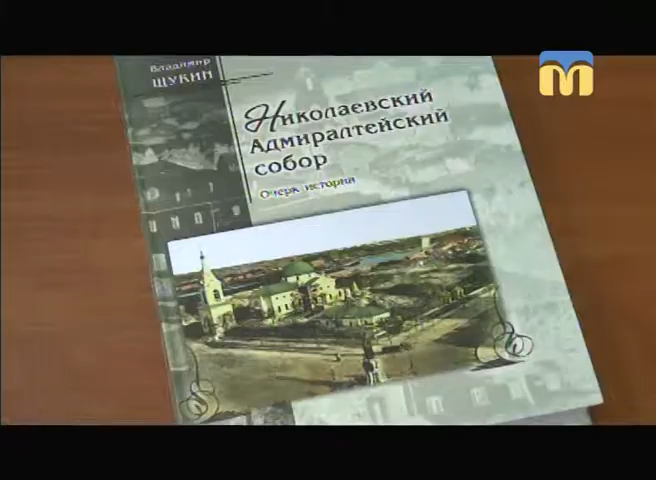 Владимир
ЩУКИН
Николаевский
Адмиралтейский
собор
Очерк истории